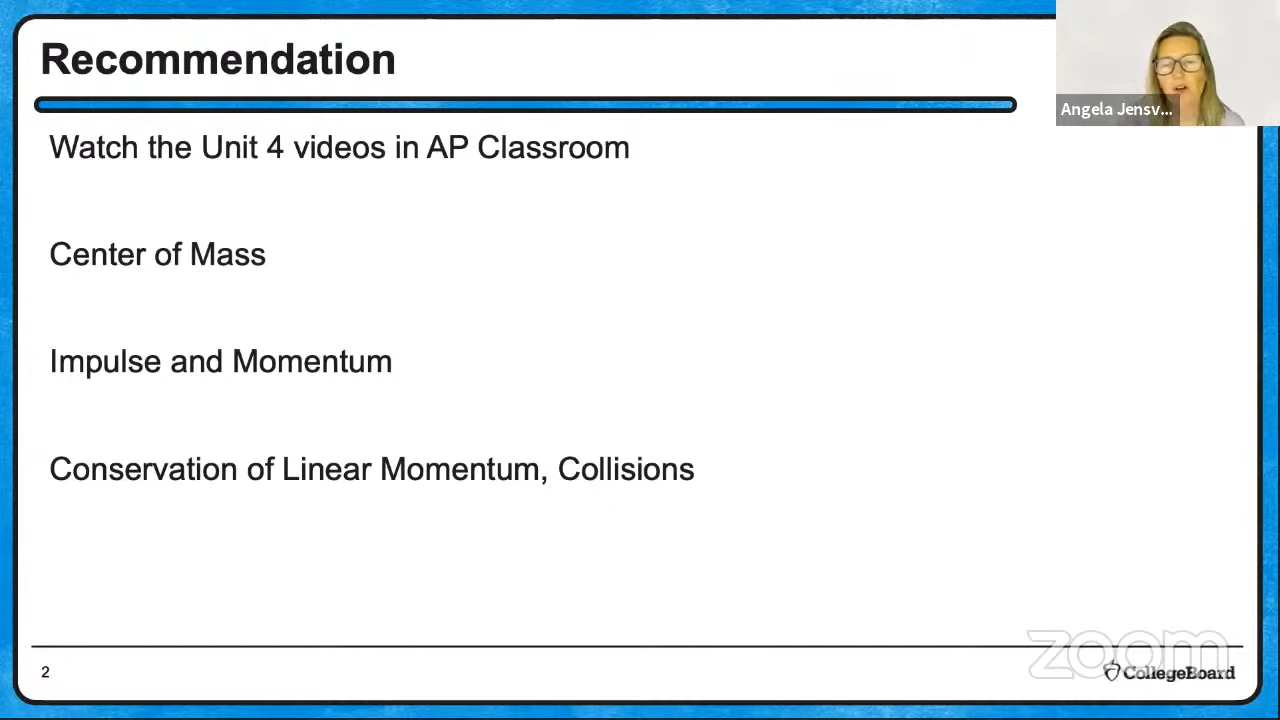 Recommendation
Angela Jensv...
Watch the Unit 4 videos in AP Classroom
Center of Mass
Impulse and Momentum
Conservation of Linear Momentum, Collisions
zoom
2
CollegeBoard